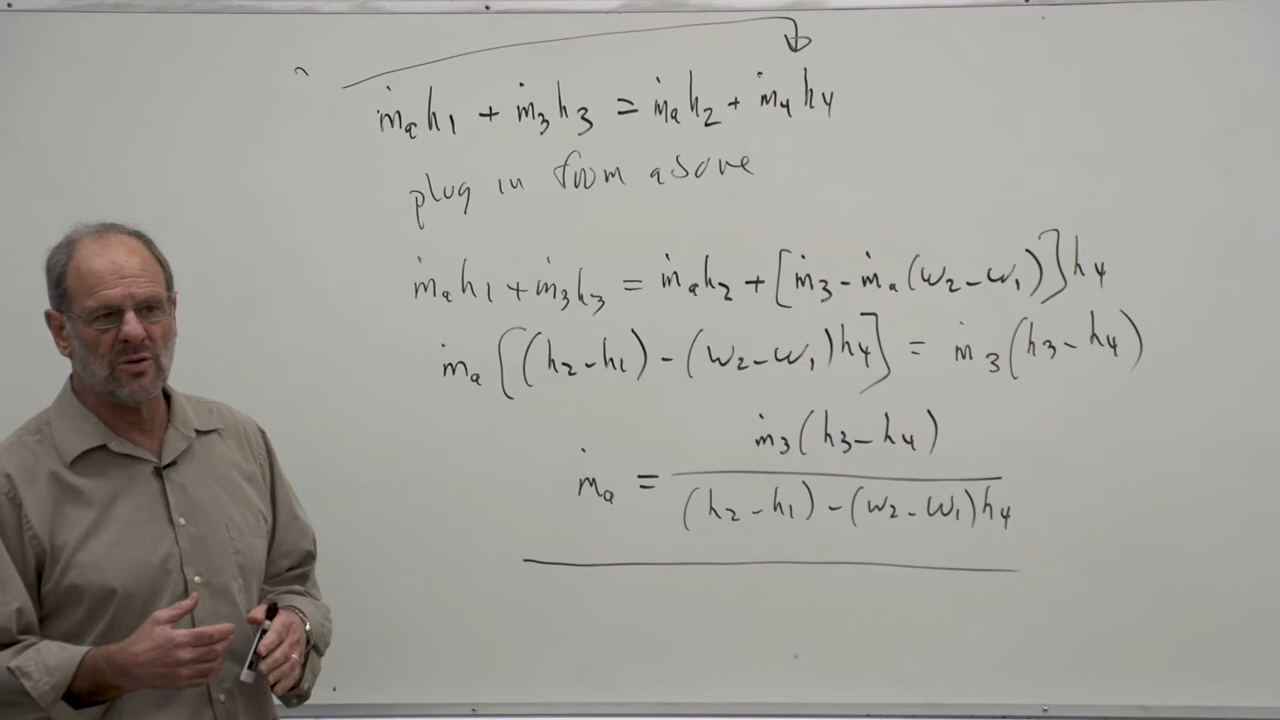 ṁₐh₁ + ṁ₃h₃ = ṁₐh₂ + ṁ₄h₄
plug in from above
ṁₐh₁ + ṁ₃h₃ = ṁₐh₂ + [ṁ₃ - ṁₐ(ω₂ - ω₁)]h₄
ṁₐ[(h₂ - h₁) - (ω₂ - ω₁)h₄] = ṁ₃(h₃ - h₄)
ṁ₃(h₃ - h₄)
ṁₐ =
(h₂ - h₁) - (ω₂ - ω₁)h₄